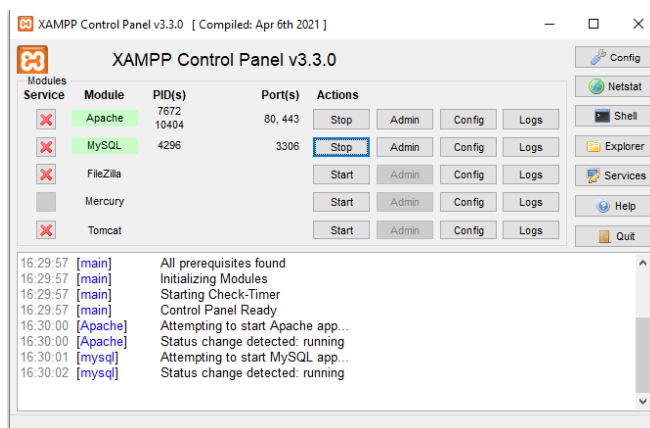 XAMPP Control Panel v3.3.0 [ Compiled: Apr 6th 2021 ]
XAMPP Control Panel v3.3.0
Config
Modules
Service Module PID(s) Port(s) Actions
Netstat
Apache 7672 10404 80, 443 Stop Admin Config Logs
Shell
MySQL 4296 3306 Stop Admin Config Logs
Explorer
FileZilla Start Admin Config Logs
Services
Mercury Start Admin Config Logs
Help
Tomcat Start Admin Config Logs
Quit
16:29:57 [main] All prerequisites found
16:29:57 [main] Initializing Modules
16:29:57 [main] Starting Check-Timer
16:29:57 [main] Control Panel Ready
16:30:00 [Apache] Attempting to start Apache app...
16:30:00 [Apache] Status change detected: running
16:30:01 [mysql] Attempting to start MySQL app...
16:30:02 [mysql] Status change detected: running